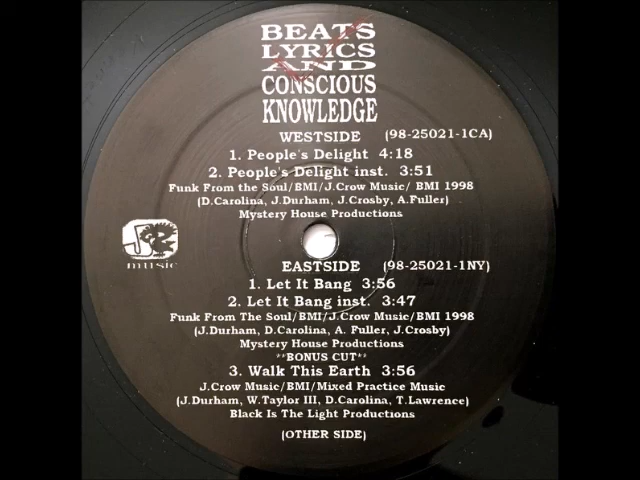 BEATS
LYRICS
AND
CONSCIOUS
KNOWLEDGE
WESTSIDE (98-25021-1CA)
1. People's Delight 4:18
2. People's Delight inst. 3:51
Funk From the Soul/BMI/J.Crow Music/ BMI 1998
(D.Carolina, J.Durham, J.Crosby, A.Fuller)
Mystery House Productions
music
EASTSIDE (98-25021-1NY)
1. Let It Bang 3:56
2. Let It Bang inst. 3:47
Funk From The Soul/BMI/J.Crow Music/BMI 1998
(J.Durham, D.Carolina, A. Fuller, J.Crosby)
Mystery House Productions
**BONUS CUT**
3. Walk This Earth 3:56
J.Crow Music/BMI/Mixed Practice Music
(J.Durham, W.Taylor III, D.Carolina, T.Lawrence)
Black Is The Light Productions
(OTHER SIDE)